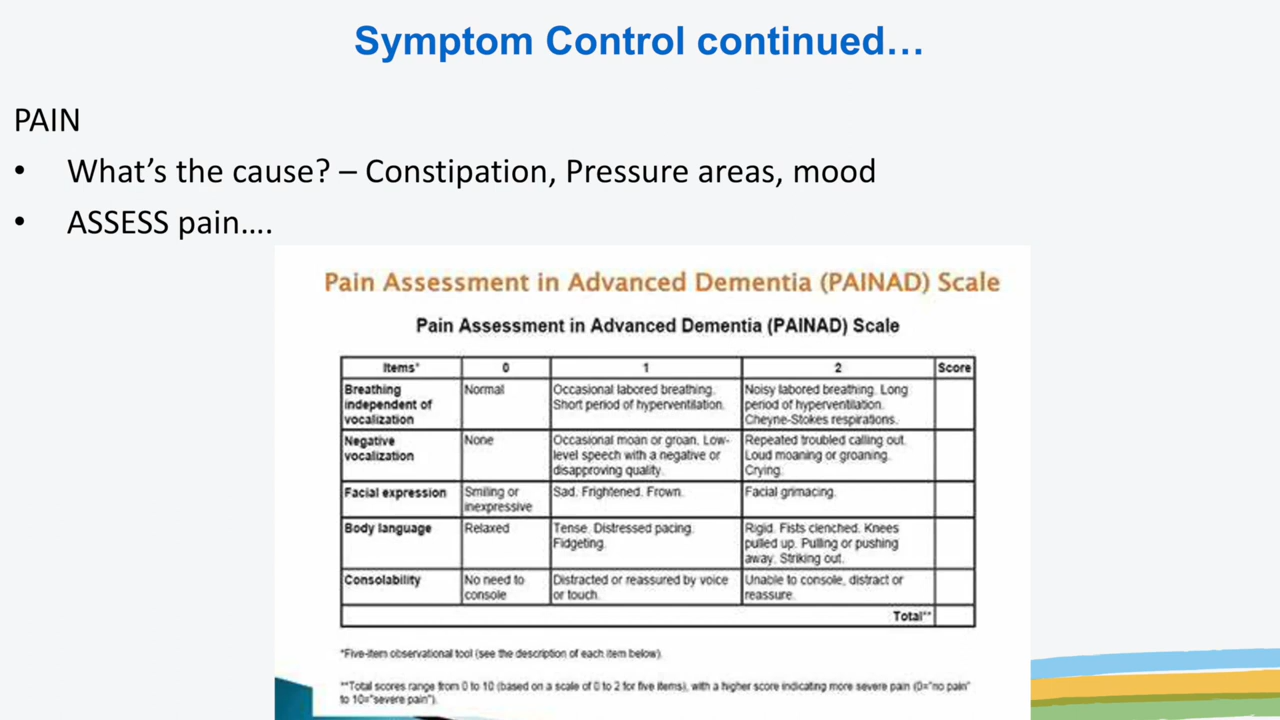 Symptom Control continued…
PAIN
• What’s the cause? – Constipation, Pressure areas, mood
• ASSESS pain….
Pain Assessment in Advanced Dementia (PAINAD) Scale
Pain Assessment in Advanced Dementia (PAINAD) Scale
Items* 0 1 2 Score
Breathing independent of vocalization Normal Occasional labored breathing. Short period of hyperventilation. Noisy labored breathing. Long period of hyperventilation. Cheyne-Stokes respirations.
Negative vocalization None Occasional moan or groan. Low-level speech with a negative or disapproving quality. Repeated troubled calling out. Loud moaning or groaning. Crying.
Facial expression Smiling or inexpressive Sad. Frightened. Frown. Facial grimacing.
Body language Relaxed Tense. Distressed pacing. Fidgeting. Rigid. Fists clenched. Knees pulled up. Pulling or pushing away. Striking out.
Consolability No need to console Distracted or reassured by voice or touch. Unable to console, distract or reassure.
Total**
*Five-item observational tool (see the description of each item below).
**Total scores range from 0 to 10 (based on a scale of 0 to 2 for five items), with a higher score indicating more severe pain (0="no pain"
to 10="severe pain").